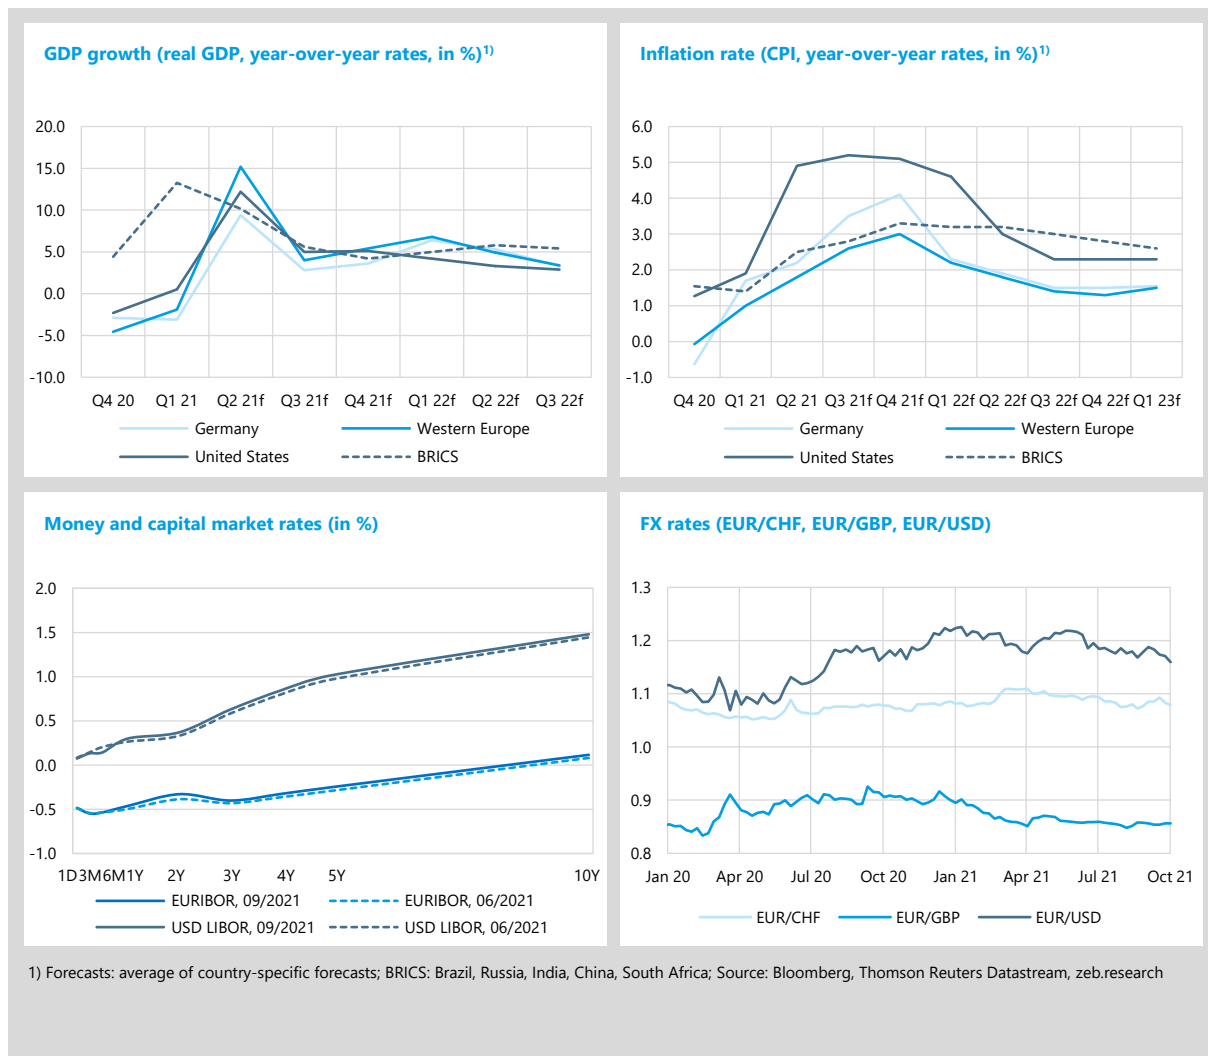 GDP growth (real GDP, year-over-year rates, in %)1)
20.0
15.0
10.0
5.0
0.0
-5.0
-10.0
Q4 20 Q1 21 Q2 21f Q3 21f Q4 21f Q1 22f Q2 22f Q3 22f
Germany Western Europe
United States BRICS
Inflation rate (CPI, year-over-year rates, in %)1)
6.0
5.0
4.0
3.0
2.0
1.0
0.0
-1.0
Q4 20 Q1 21 Q2 21 Q3 21f Q4 21f Q1 22f Q2 22f Q3 22f Q4 22f Q1 23f
Germany Western Europe
United States BRICS
Money and capital market rates (in %)
2.0
1.5
1.0
0.5
0.0
-0.5
-1.0
1D3M6M1Y 2Y 3Y 4Y 5Y 10Y
EURIBOR, 09/2021 EURIBOR, 06/2021
USD LIBOR, 09/2021 USD LIBOR, 06/2021
FX rates (EUR/CHF, EUR/GBP, EUR/USD)
1.3
1.2
1.1
1.0
0.9
0.8
Jan 20 Apr 20 Jul 20 Oct 20 Jan 21 Apr 21 Jul 21 Oct 21
EUR/CHF EUR/GBP EUR/USD
1) Forecasts: average of country-specific forecasts; BRICS: Brazil, Russia, India, China, South Africa; Source: Bloomberg, Thomson Reuters Datastream, zeb.research